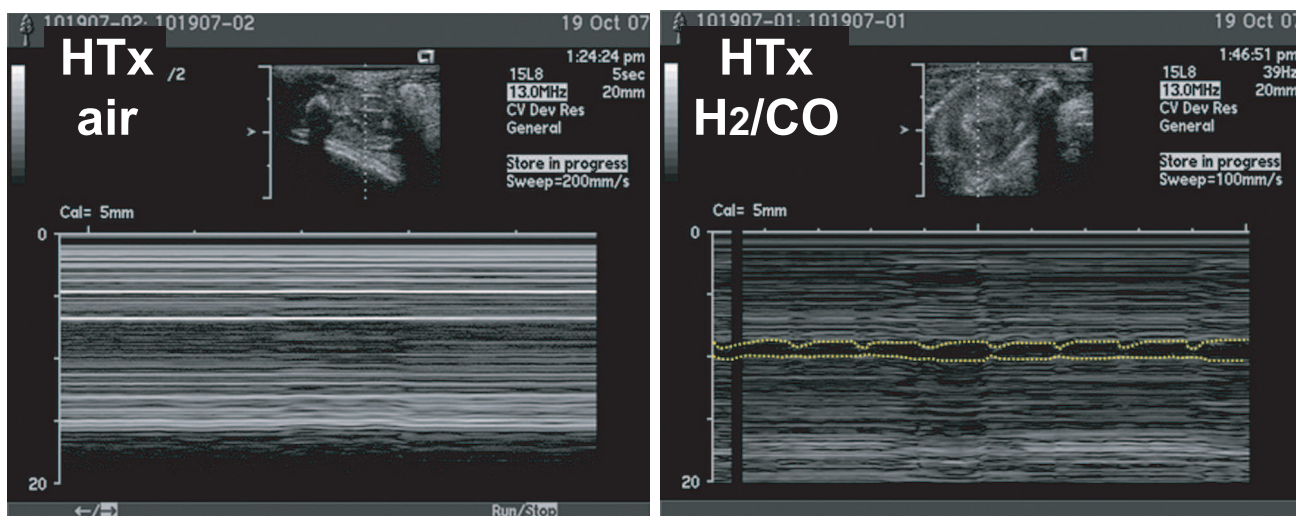 101907-02: 101907-02
19 Oct 07
HTx
air
/2
1:24:24 pm
15L8 5sec
13.0MHz 20mm
CV Dev Res
General
Store in progress
Sweep=200mm/s
Cal= 5mm
0
20
←/→
Run/Stop
101907-01: 101907-01
19 Oct 07
HTx
H2/CO
1:46:51 pm
15L8 39Hz
13.0MHz 20mm
CV Dev Res
General
Store in progress
Sweep=100mm/s
Cal= 5mm
0
20